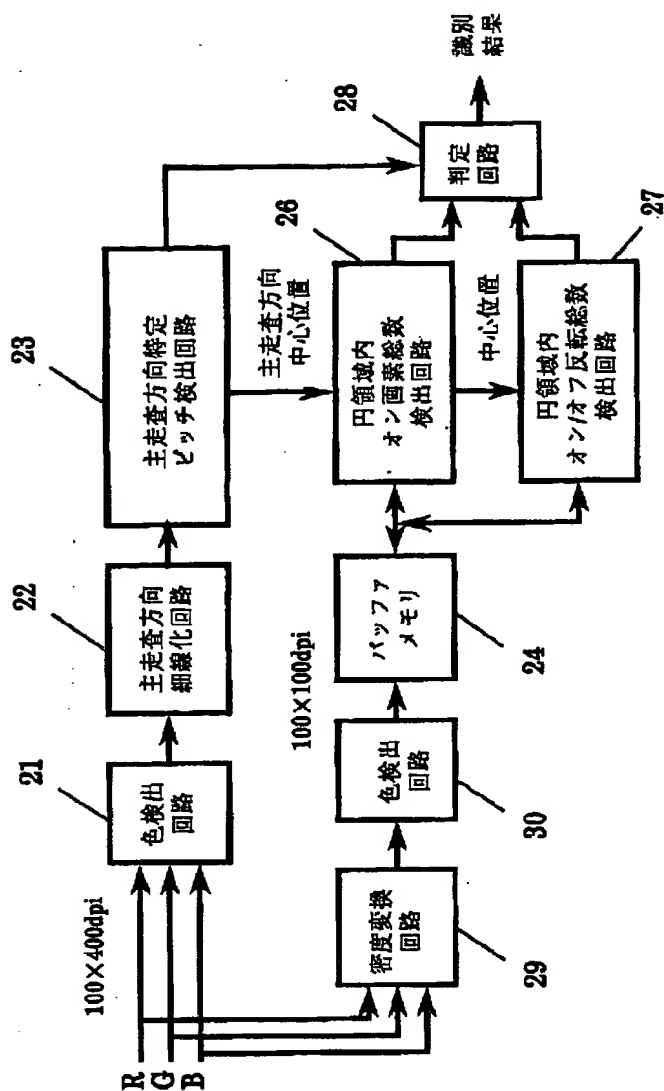 R
G
B
100×400dpi
21
色検出
回路
22
主走査方向
細線化回路
23
主走査方向特定
ピッチ検出回路
主走査方向
中心位置
29
密度変換
回路
30
色検出
回路
100×100dpi
24
バッファ
メモリ
26
円領域内
オン画素総数
検出回路
中心位置
27
円領域内
オン/オフ反転総数
検出回路
28
判定
回路
識別
結果